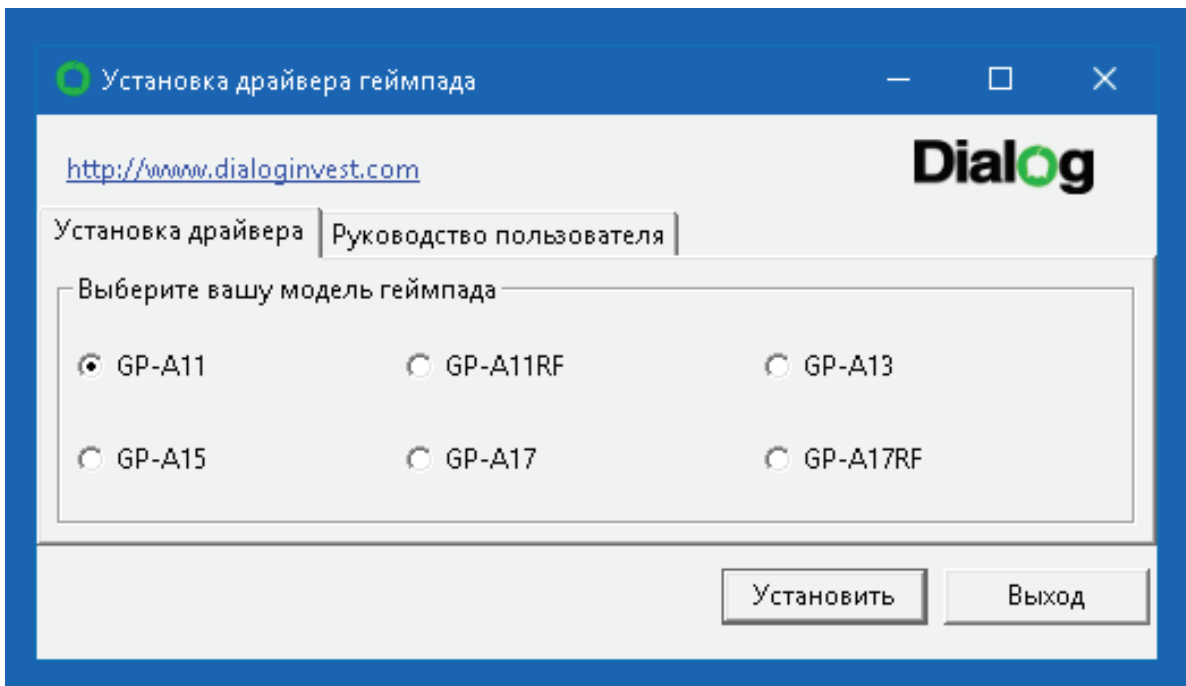 Установка драйвера геймпада
http://www.dialoginvest.com
Dialog
Установка драйвера Руководство пользователя
Выберите вашу модель геймпада
GP-A11 GP-A11RF GP-A13
GP-A15 GP-A17 GP-A17RF
Установить Выход